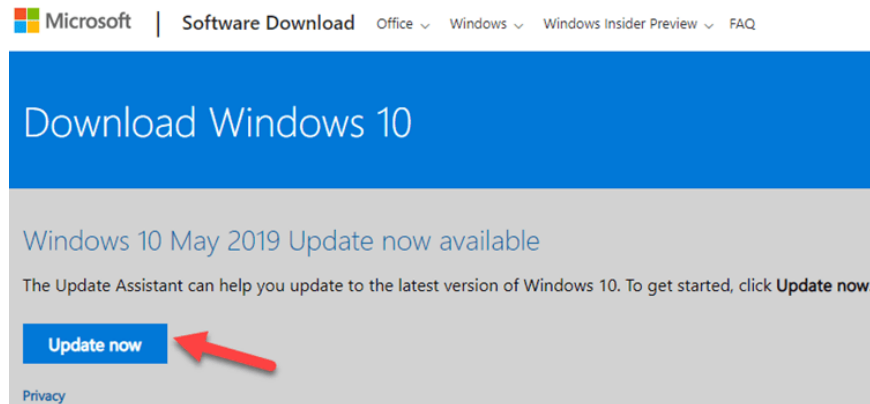 Microsoft | Software Download Office Windows Windows Insider Preview FAQ
Download Windows 10
Windows 10 May 2019 Update now available
The Update Assistant can help you update to the latest version of Windows 10. To get started, click Update now
Update now
Privacy